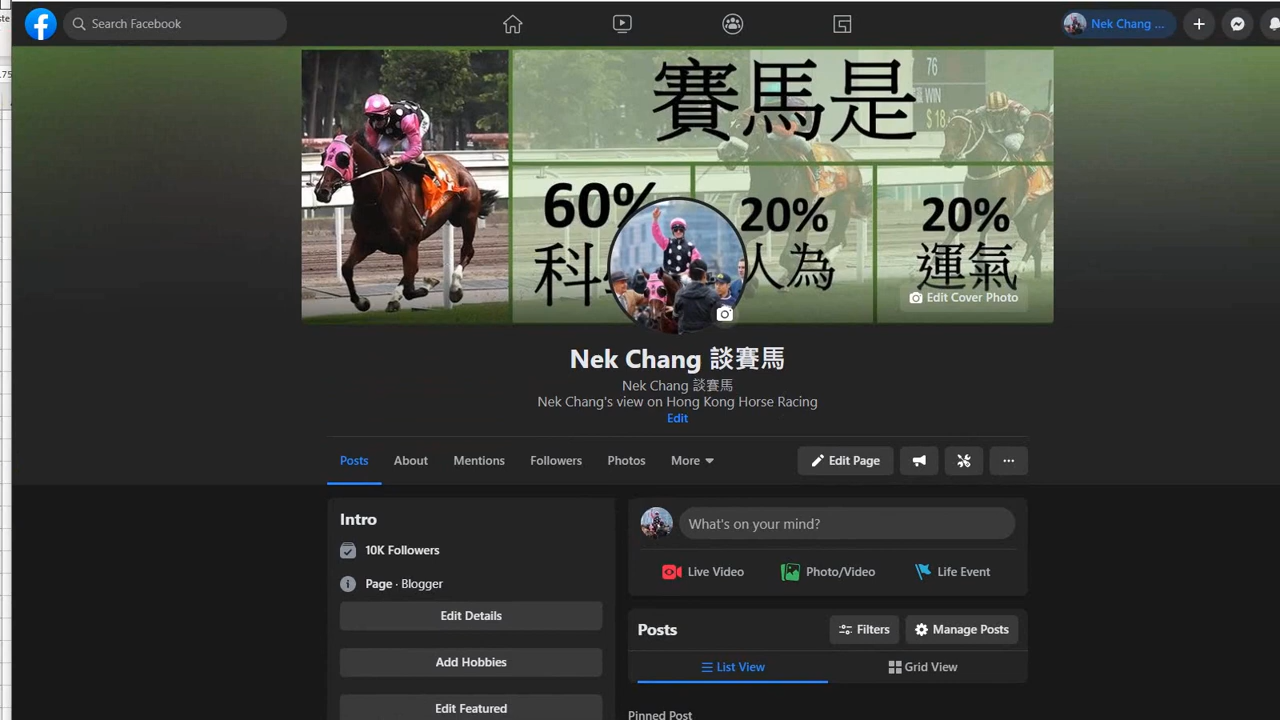 Search Facebook
Nek Chang ...
賽馬是
76
WIN
$18
60%
20%
20%
科
人為
運氣
Edit Cover Photo
Nek Chang 談賽馬
Nek Chang 談賽馬
Nek Chang's view on Hong Kong Horse Racing
Edit
Posts
About
Mentions
Followers
Photos
More
Edit Page
Intro
What's on your mind?
10K Followers
Live Video
Photo/Video
Life Event
Page · Blogger
Edit Details
Posts
Filters
Manage Posts
Add Hobbies
List View
Grid View
Edit Featured
Pinned Post